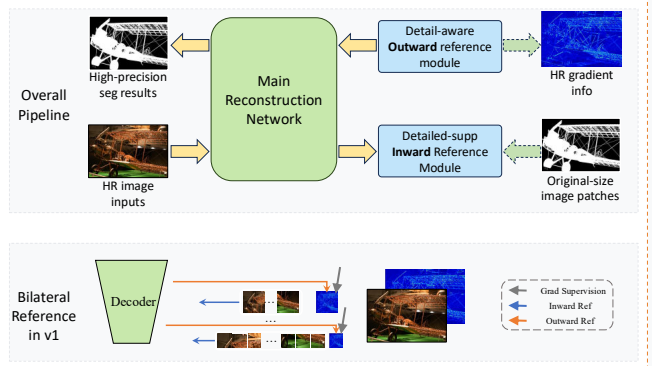 Overall
Pipeline
High-precision
seg results
HR image
inputs
Main
Reconstruction
Network
Detail-aware
Outward reference
module
HR gradient
info
Detailed-supp
Inward Reference
Module
Original-size
image patches
Bilateral
Reference
in v1
Decoder
...
...
...
...
Grad Supervision
Inward Ref
Outward Ref